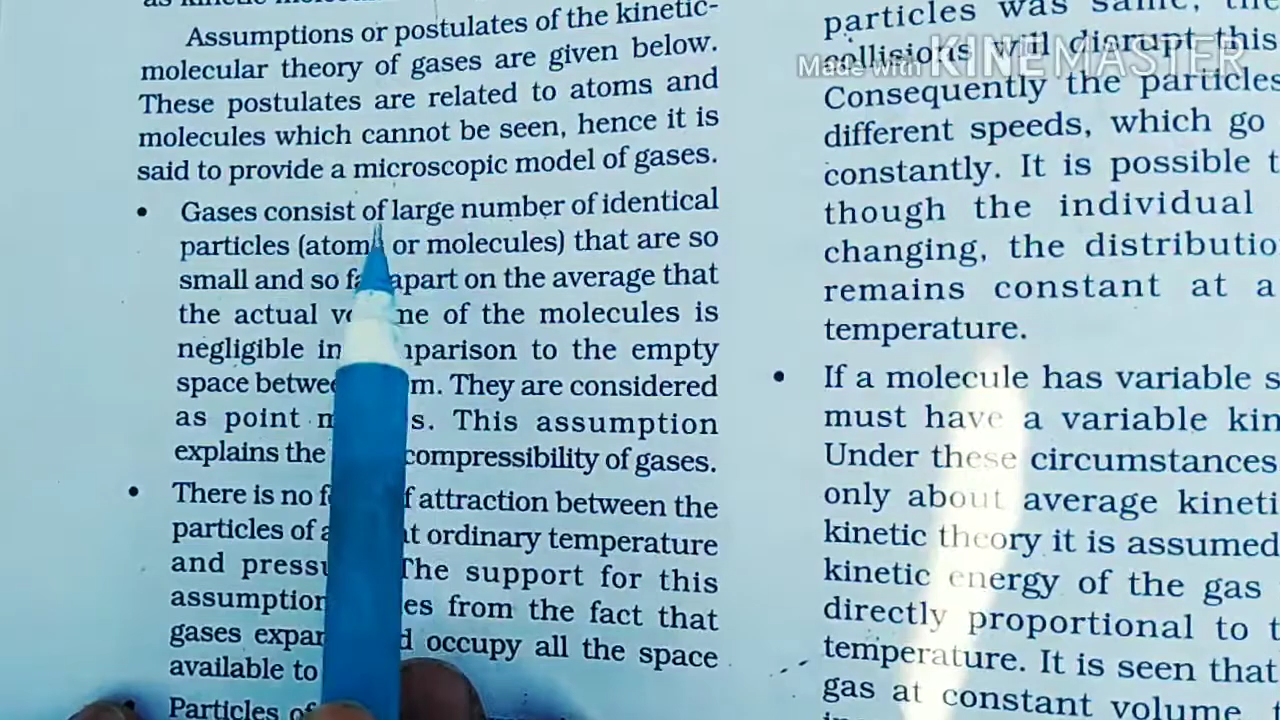 Assumptions or postulates of the kinetic-
molecular theory of gases are given below.
These postulates are related to atoms and
molecules which cannot be seen, hence it is
said to provide a microscopic model of gases.
• Gases consist of large number of identical
particles (atom or molecules) that are so
small and so fa apart on the average that
the actual me of the molecules is
negligible in parison to the empty
space betwee m. They are considered
as point m s. This assumption
explains the compressibility of gases.
• There is no f f attraction between the
particles of a t ordinary temperature
and pressu The support for this
assumption es from the fact that
gases expan d occupy all the space
available to
• Particles of
particles was same, the
collisions will disrupt this
Consequently the particles
different speeds, which go
constantly. It is possible t
though the individual
changing, the distributio
remains constant at a
temperature.
• If a molecule has variable s
must have a variable kin
Under these circumstances
only about average kineti
kinetic theory it is assumed
kinetic energy of the gas
directly proportional to t
temperature. It is seen that
gas at constant volume,
Made with KINEMASTER